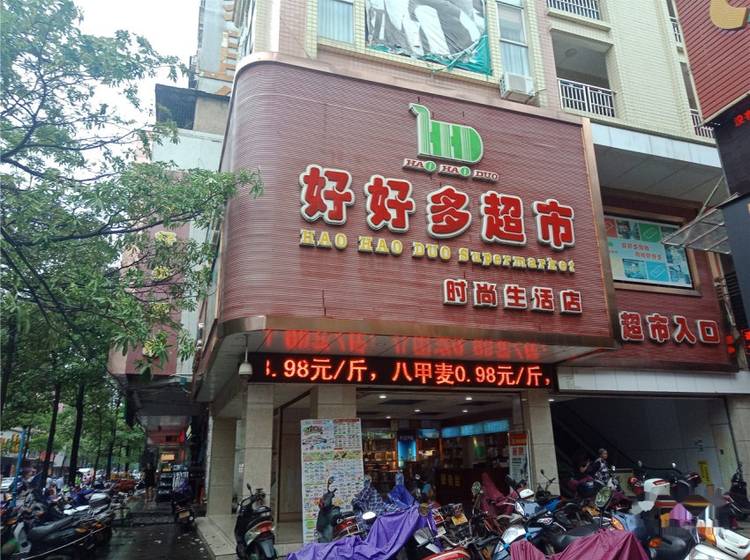 HAO HAO DUO
好好多超市
HAO HAO DUO Supermarket
时尚生活店
超市入口
.98元/斤，八甲麦0.98元/斤，